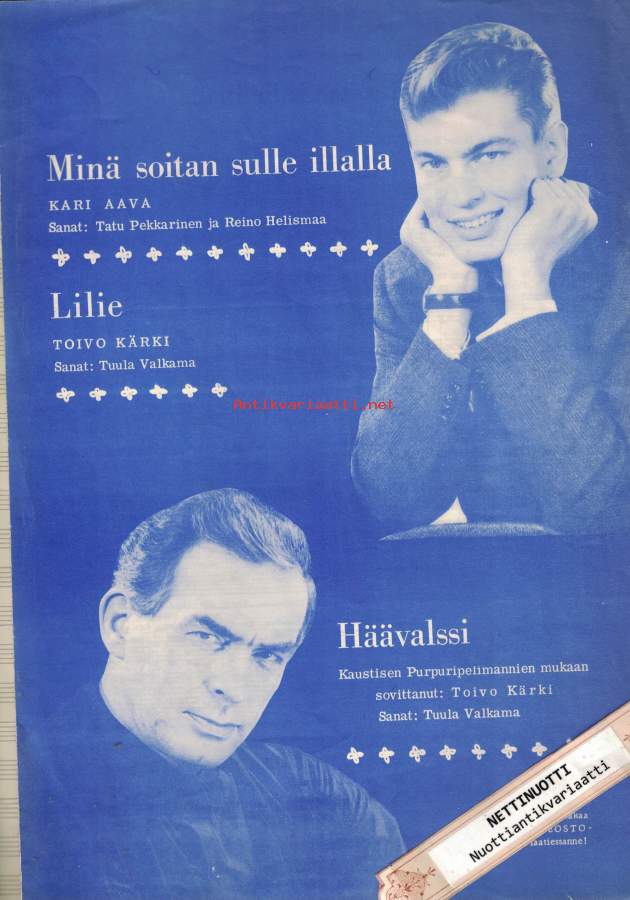 Minä soitan sulle illalla
KARI AAVA
Sanat: Tatu Pekkarinen ja Reino Helismaa
Lilie
TOIVO KÄRKI
Sanat: Tuula Valkama
Antikvariaatti.net
Häävalssi
Kaustisen Purpuripelimannien mukaan
sovittanut: Toivo Kärki
Sanat: Tuula Valkama
NETTINUOTTI
Nuottiantikvariaatti